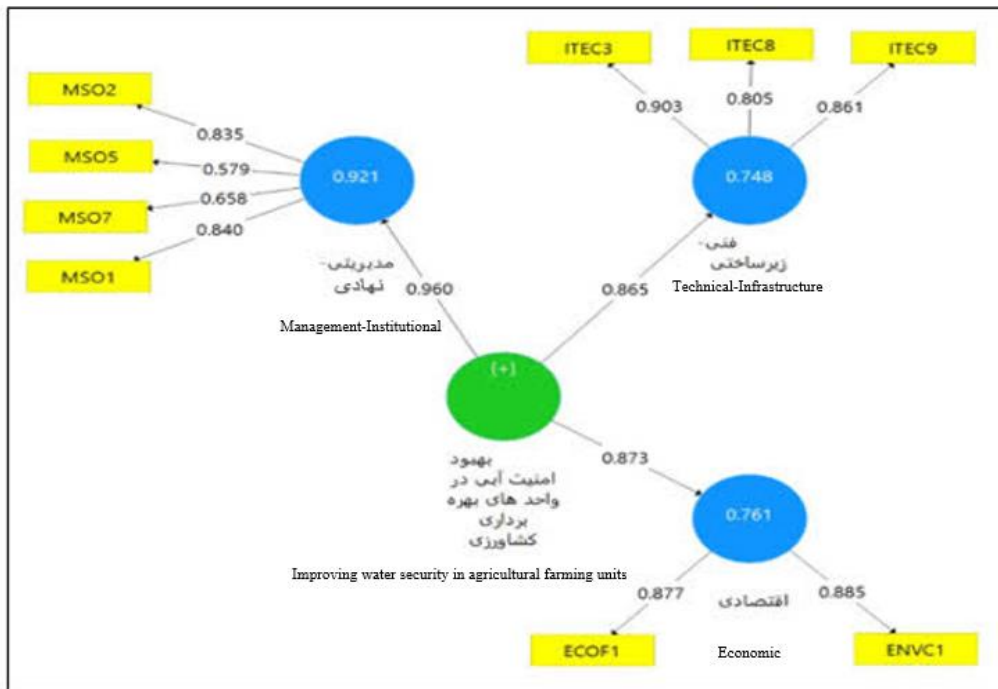 ITEC3
ITEC8
ITEC9
MSO2
MSO5
MSO7
MSO1
0.835
0.579
0.658
0.840
0.921
0.903
0.805
0.861
0.748
مدیریتی-
نهادی
Management-Institutional
0.960
فنی-
زیرساختی
Technical-Infrastructure
0.865
(+)
بهبود
امنیت آبی در
واحد های بهره
برداری
کشاورزی
Improving water security in agricultural farming units
0.873
0.761
0.877
0.885
اقتصادی
Economic
ECOF1
ENVC1